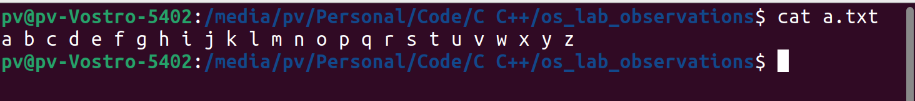 pv@pv-Vostro-5402:/media/pv/Personal/Code/C C++/os_lab_observations$ cat a.txt
a b c d e f g h i j k l m n o p q r s t u v w x y z
pv@pv-Vostro-5402:/media/pv/Personal/Code/C C++/os_lab_observations$